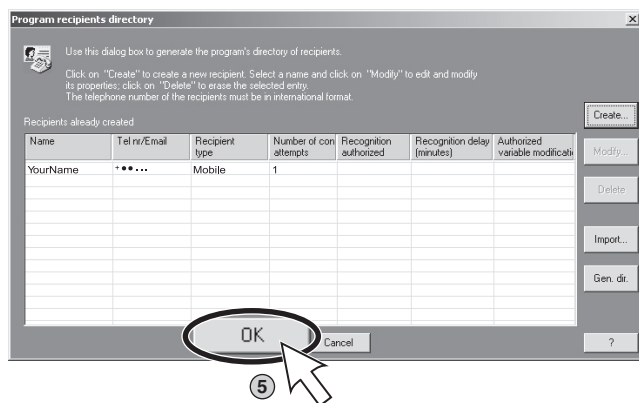 Program recipients directory
Use this dialog box to generate the program's directory of recipients.
Click on "Create" to create a new recipient. Select a name and click on "Modify" to edit and modify
its properties; click on "Delete" to erase the selected entry.
The telephone number of the recipients must be in international format.
Recipients already created
Create...
Name Tel nr/Email Recipient type Number of con attempts Recognition authorized Recognition delay (minutes) Authorized variable modificati
Modify...
YourName +••... Mobile 1
Delete
Import...
Gen. dir.
OK
Cancel
?
5